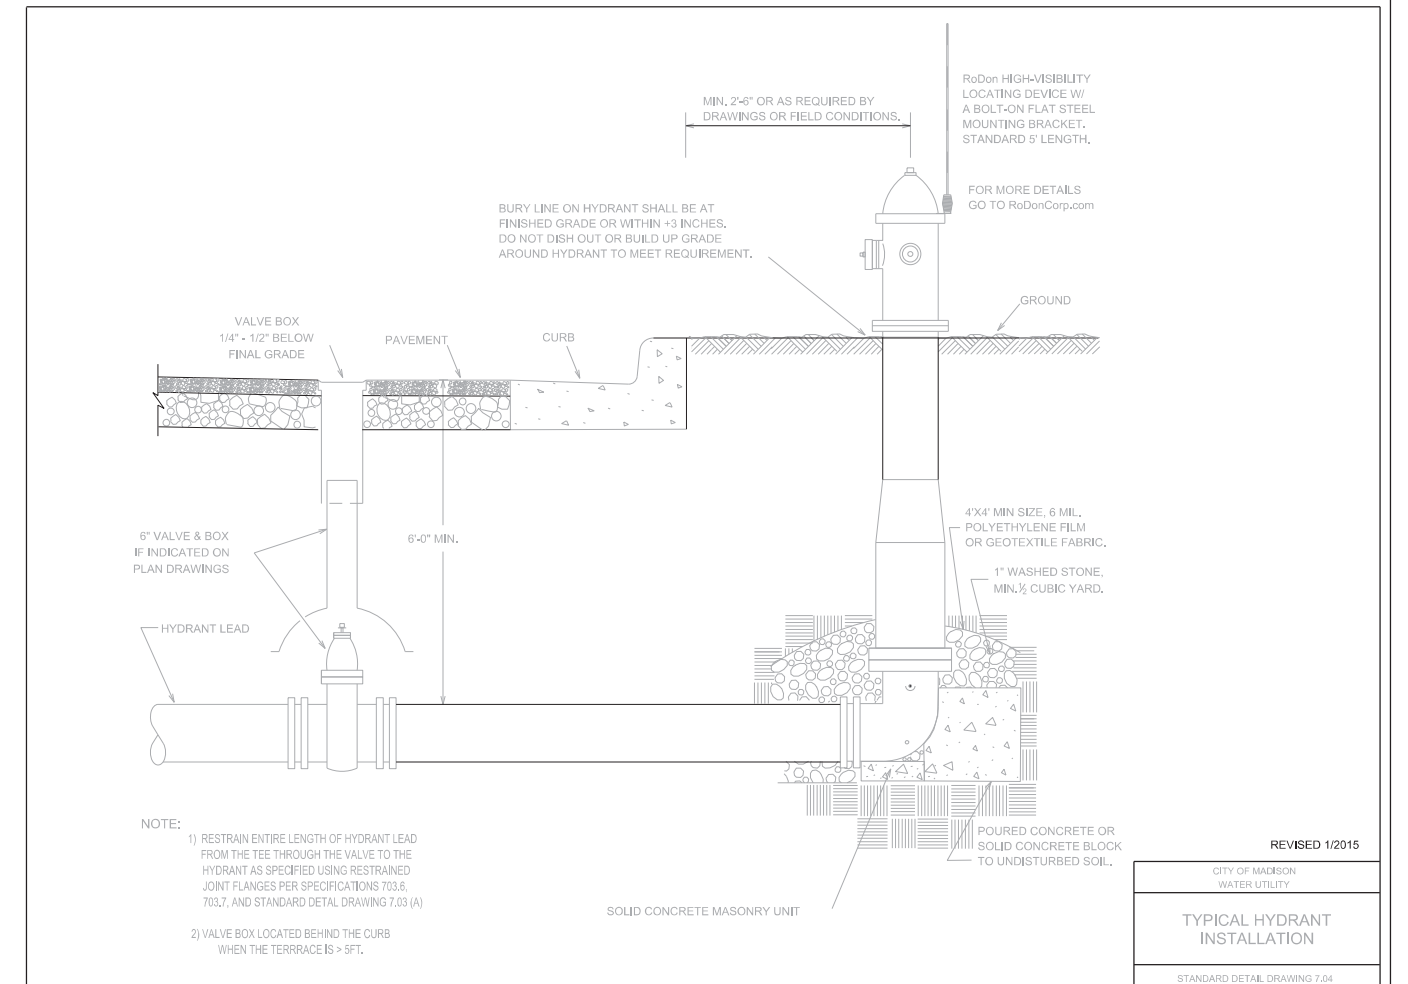 MIN. 2'-6" OR AS REQUIRED BY
DRAWINGS OR FIELD CONDITIONS.
RoDon HIGH-VISIBILITY
LOCATING DEVICE W/
A BOLT-ON FLAT STEEL
MOUNTING BRACKET.
STANDARD 5' LENGTH.
FOR MORE DETAILS
GO TO RoDonCorp.com
BURY LINE ON HYDRANT SHALL BE AT
FINISHED GRADE OR WITHIN +3 INCHES.
DO NOT DISH OUT OR BUILD UP GRADE
AROUND HYDRANT TO MEET REQUIREMENT.
GROUND
VALVE BOX
1/4" - 1/2" BELOW
FINAL GRADE
PAVEMENT
CURB
6" VALVE & BOX
IF INDICATED ON
PLAN DRAWINGS
6'-0" MIN.
4'X4' MIN SIZE, 6 MIL.
POLYETHYLENE FILM
OR GEOTEXTILE FABRIC.
1" WASHED STONE,
MIN.½ CUBIC YARD.
HYDRANT LEAD
NOTE:
1) RESTRAIN ENTIRE LENGTH OF HYDRANT LEAD
FROM THE TEE THROUGH THE VALVE TO THE
HYDRANT AS SPECIFIED USING RESTRAINED
JOINT FLANGES PER SPECIFICATIONS 703.6,
703.7, AND STANDARD DETAL DRAWING 7.03 (A)
2) VALVE BOX LOCATED BEHIND THE CURB
WHEN THE TERRRACE IS > 5FT.
POURED CONCRETE OR
SOLID CONCRETE BLOCK
TO UNDISTURBED SOIL.
SOLID CONCRETE MASONRY UNIT
REVISED 1/2015
CITY OF MADISON
WATER UTILITY
TYPICAL HYDRANT
INSTALLATION
STANDARD DETAIL DRAWING 7.04